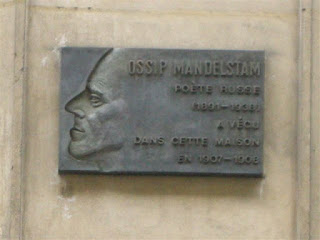 OSSIP MANDELSTAM
POÈTE RUSSE
(1891-1938)
A VÉCU
DANS CETTE MAISON
EN 1907-1908